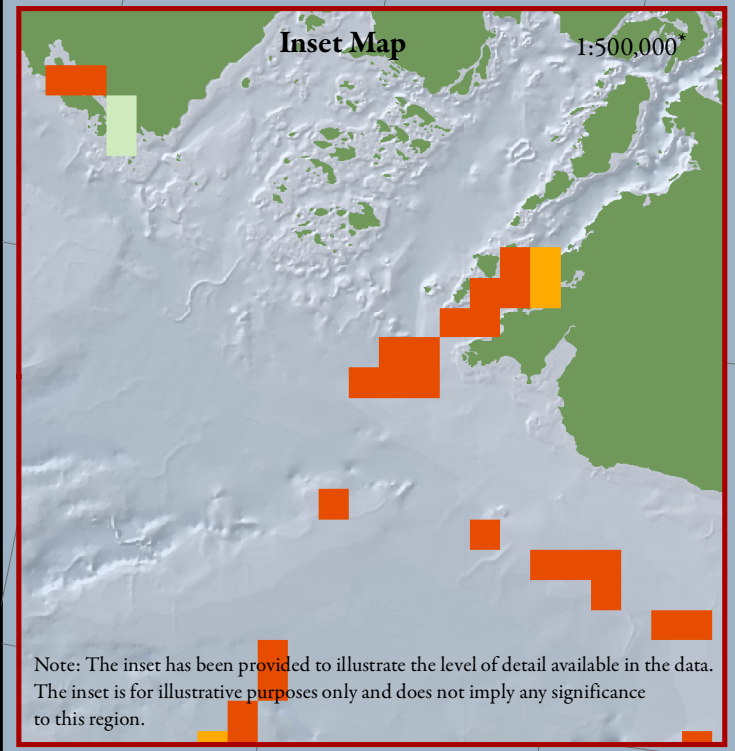 Inset Map
1:500,000*
Note: The inset has been provided to illustrate the level of detail available in the data.
The inset is for illustrative purposes only and does not imply any significance
to this region.